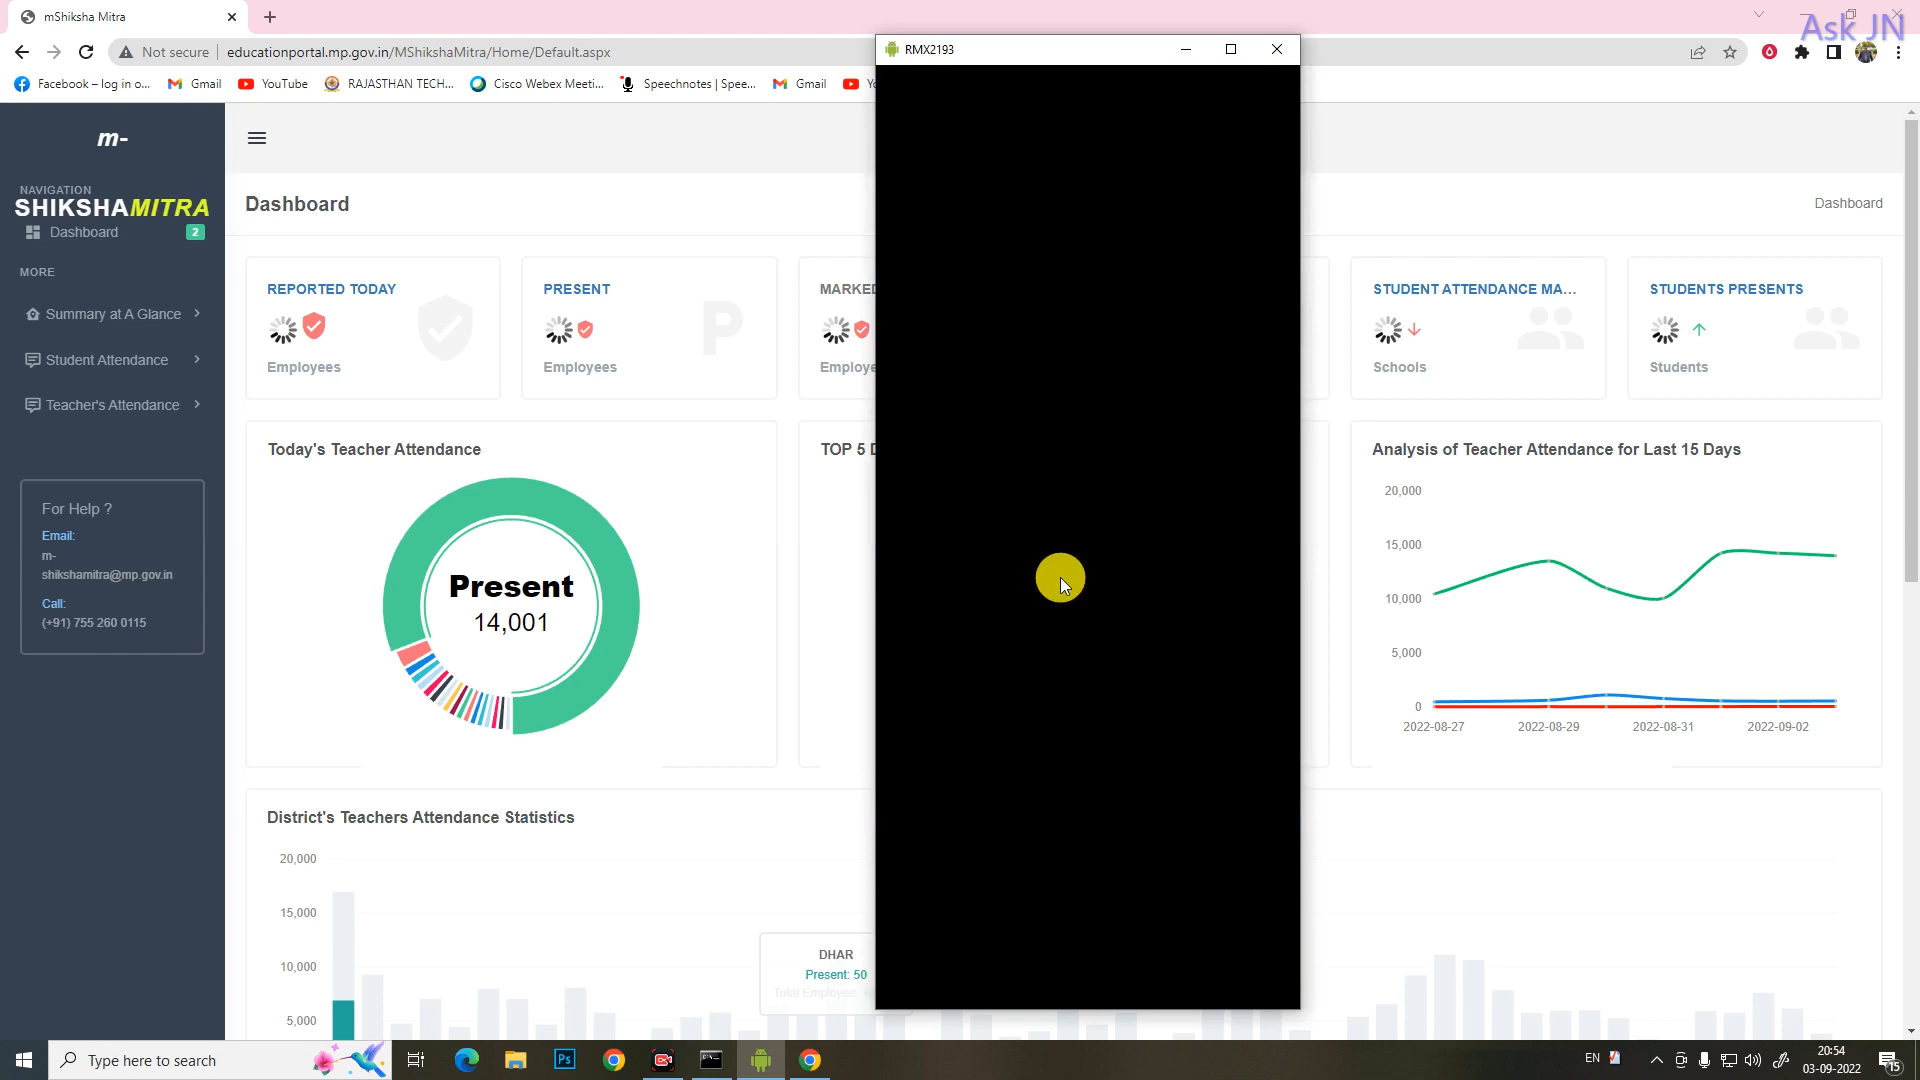 mShiksha Mitra
Ask JN
Not secure
educationportal.mp.gov.in/MShikshaMitra/Home/Default.aspx
Facebook – log in o...
Gmail
YouTube
RAJASTHAN TECH...
Cisco Webex Meeti...
Speechnotes | Spee...
Gmail
RMX2193
m-
NAVIGATION
SHIKSHAMITRA
Dashboard
2
MORE
Summary at A Glance
Student Attendance
Teacher's Attendance
For Help ?
Email:
m-
shikshamitra@mp.gov.in
Call:
(+91) 755 260 0115
Dashboard
Dashboard
REPORTED TODAY
Employees
PRESENT
P
Employees
MARKED
Employe
STUDENT ATTENDANCE MA...
Schools
STUDENTS PRESENTS
Students
Today's Teacher Attendance
Present
14,001
TOP 5
Analysis of Teacher Attendance for Last 15 Days
20,000
15,000
10,000
5,000
0
2022-08-27
2022-08-29
2022-08-31
2022-09-02
District's Teachers Attendance Statistics
20,000
15,000
10,000
5,000
DHAR
Present: 50
Total Employee:
Type here to search
Ps
EN
20:54
03-09-2022
15